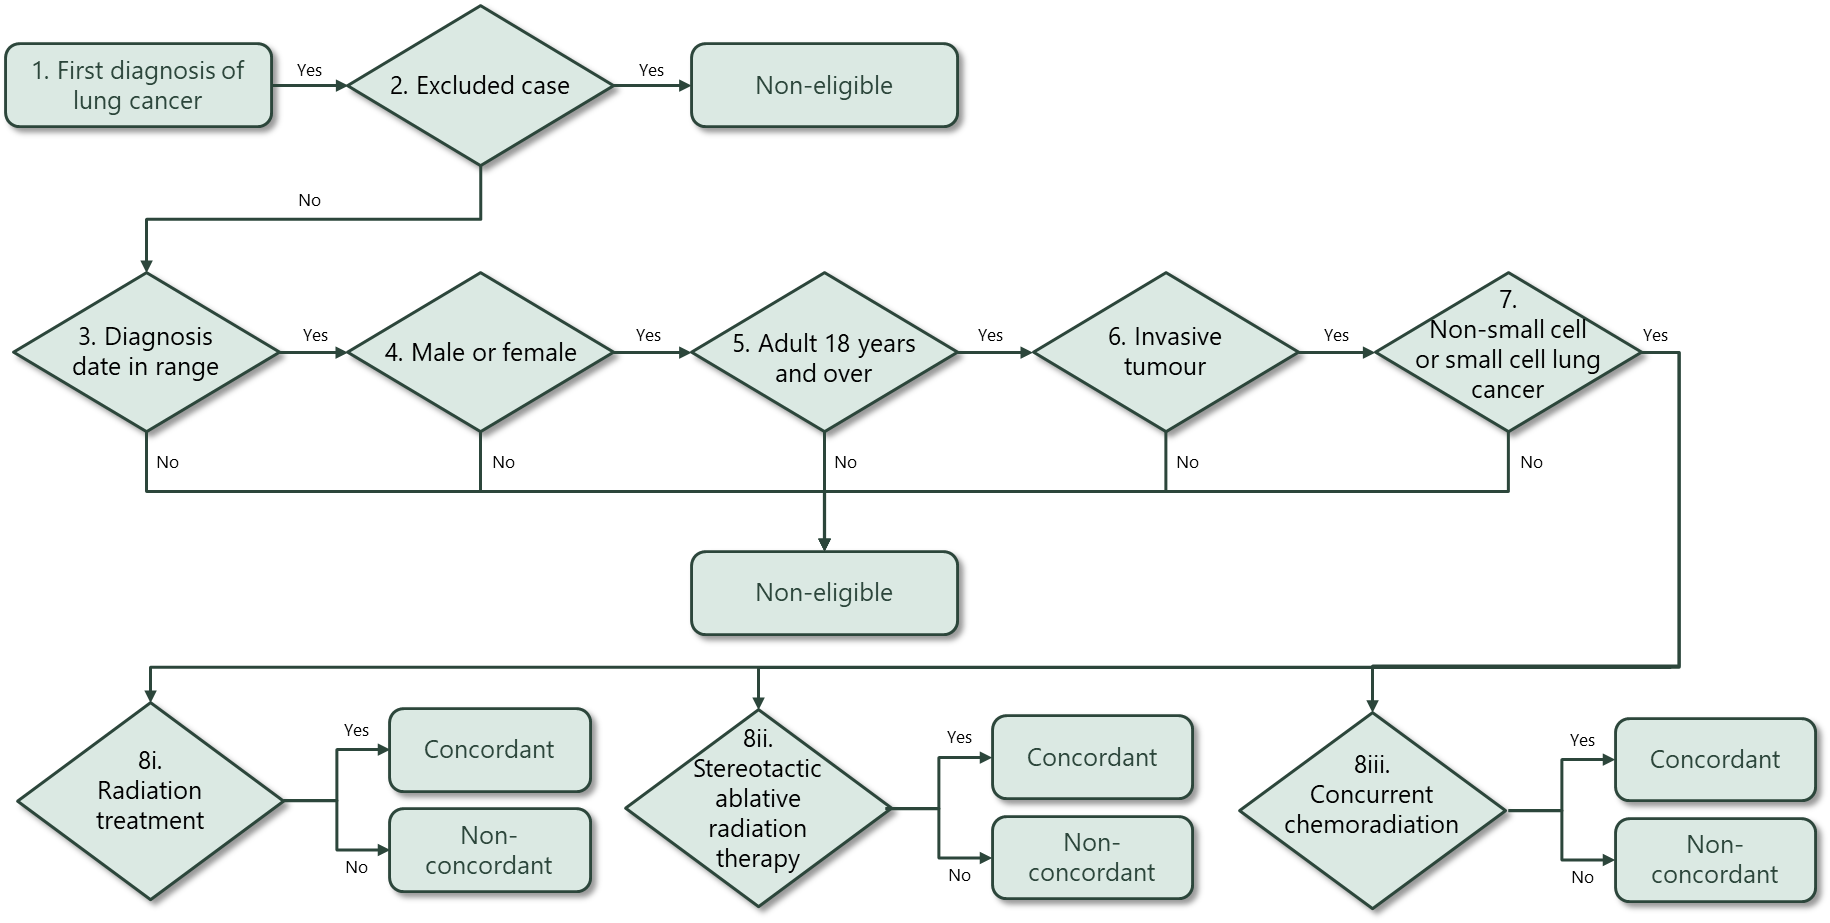 1. First diagnosis of
lung cancer
Yes
2. Excluded case
Yes
Non-eligible
No
3. Diagnosis
date in range
Yes
4. Male or female
Yes
5. Adult 18 years
and over
Yes
6. Invasive
tumour
Yes
7.
Non-small cell
or small cell lung
cancer
Yes
No
No
No
No
No
Non-eligible
8i.
Radiation
treatment
Yes
Concordant
No
Non-
concordant
8ii.
Stereotactic
ablative
radiation
therapy
Yes
Concordant
No
Non-
concordant
8iii.
Concurrent
chemoradiation
Yes
Concordant
No
Non-
concordant